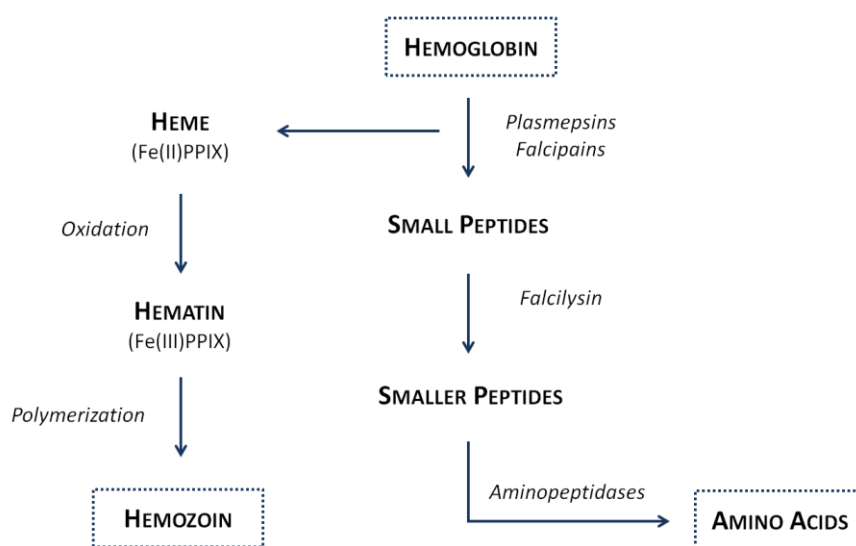 HEMOGLOBIN
HEME
(Fe(II)PPIX)
Plasmepsins
Falcipains
Oxidation
SMALL PEPTIDES
Falcilysin
HEMATIN
(Fe(III)PPIX)
Polymerization
SMALLER PEPTIDES
Aminopeptidases
HEMOZOIN
AMINO ACIDS